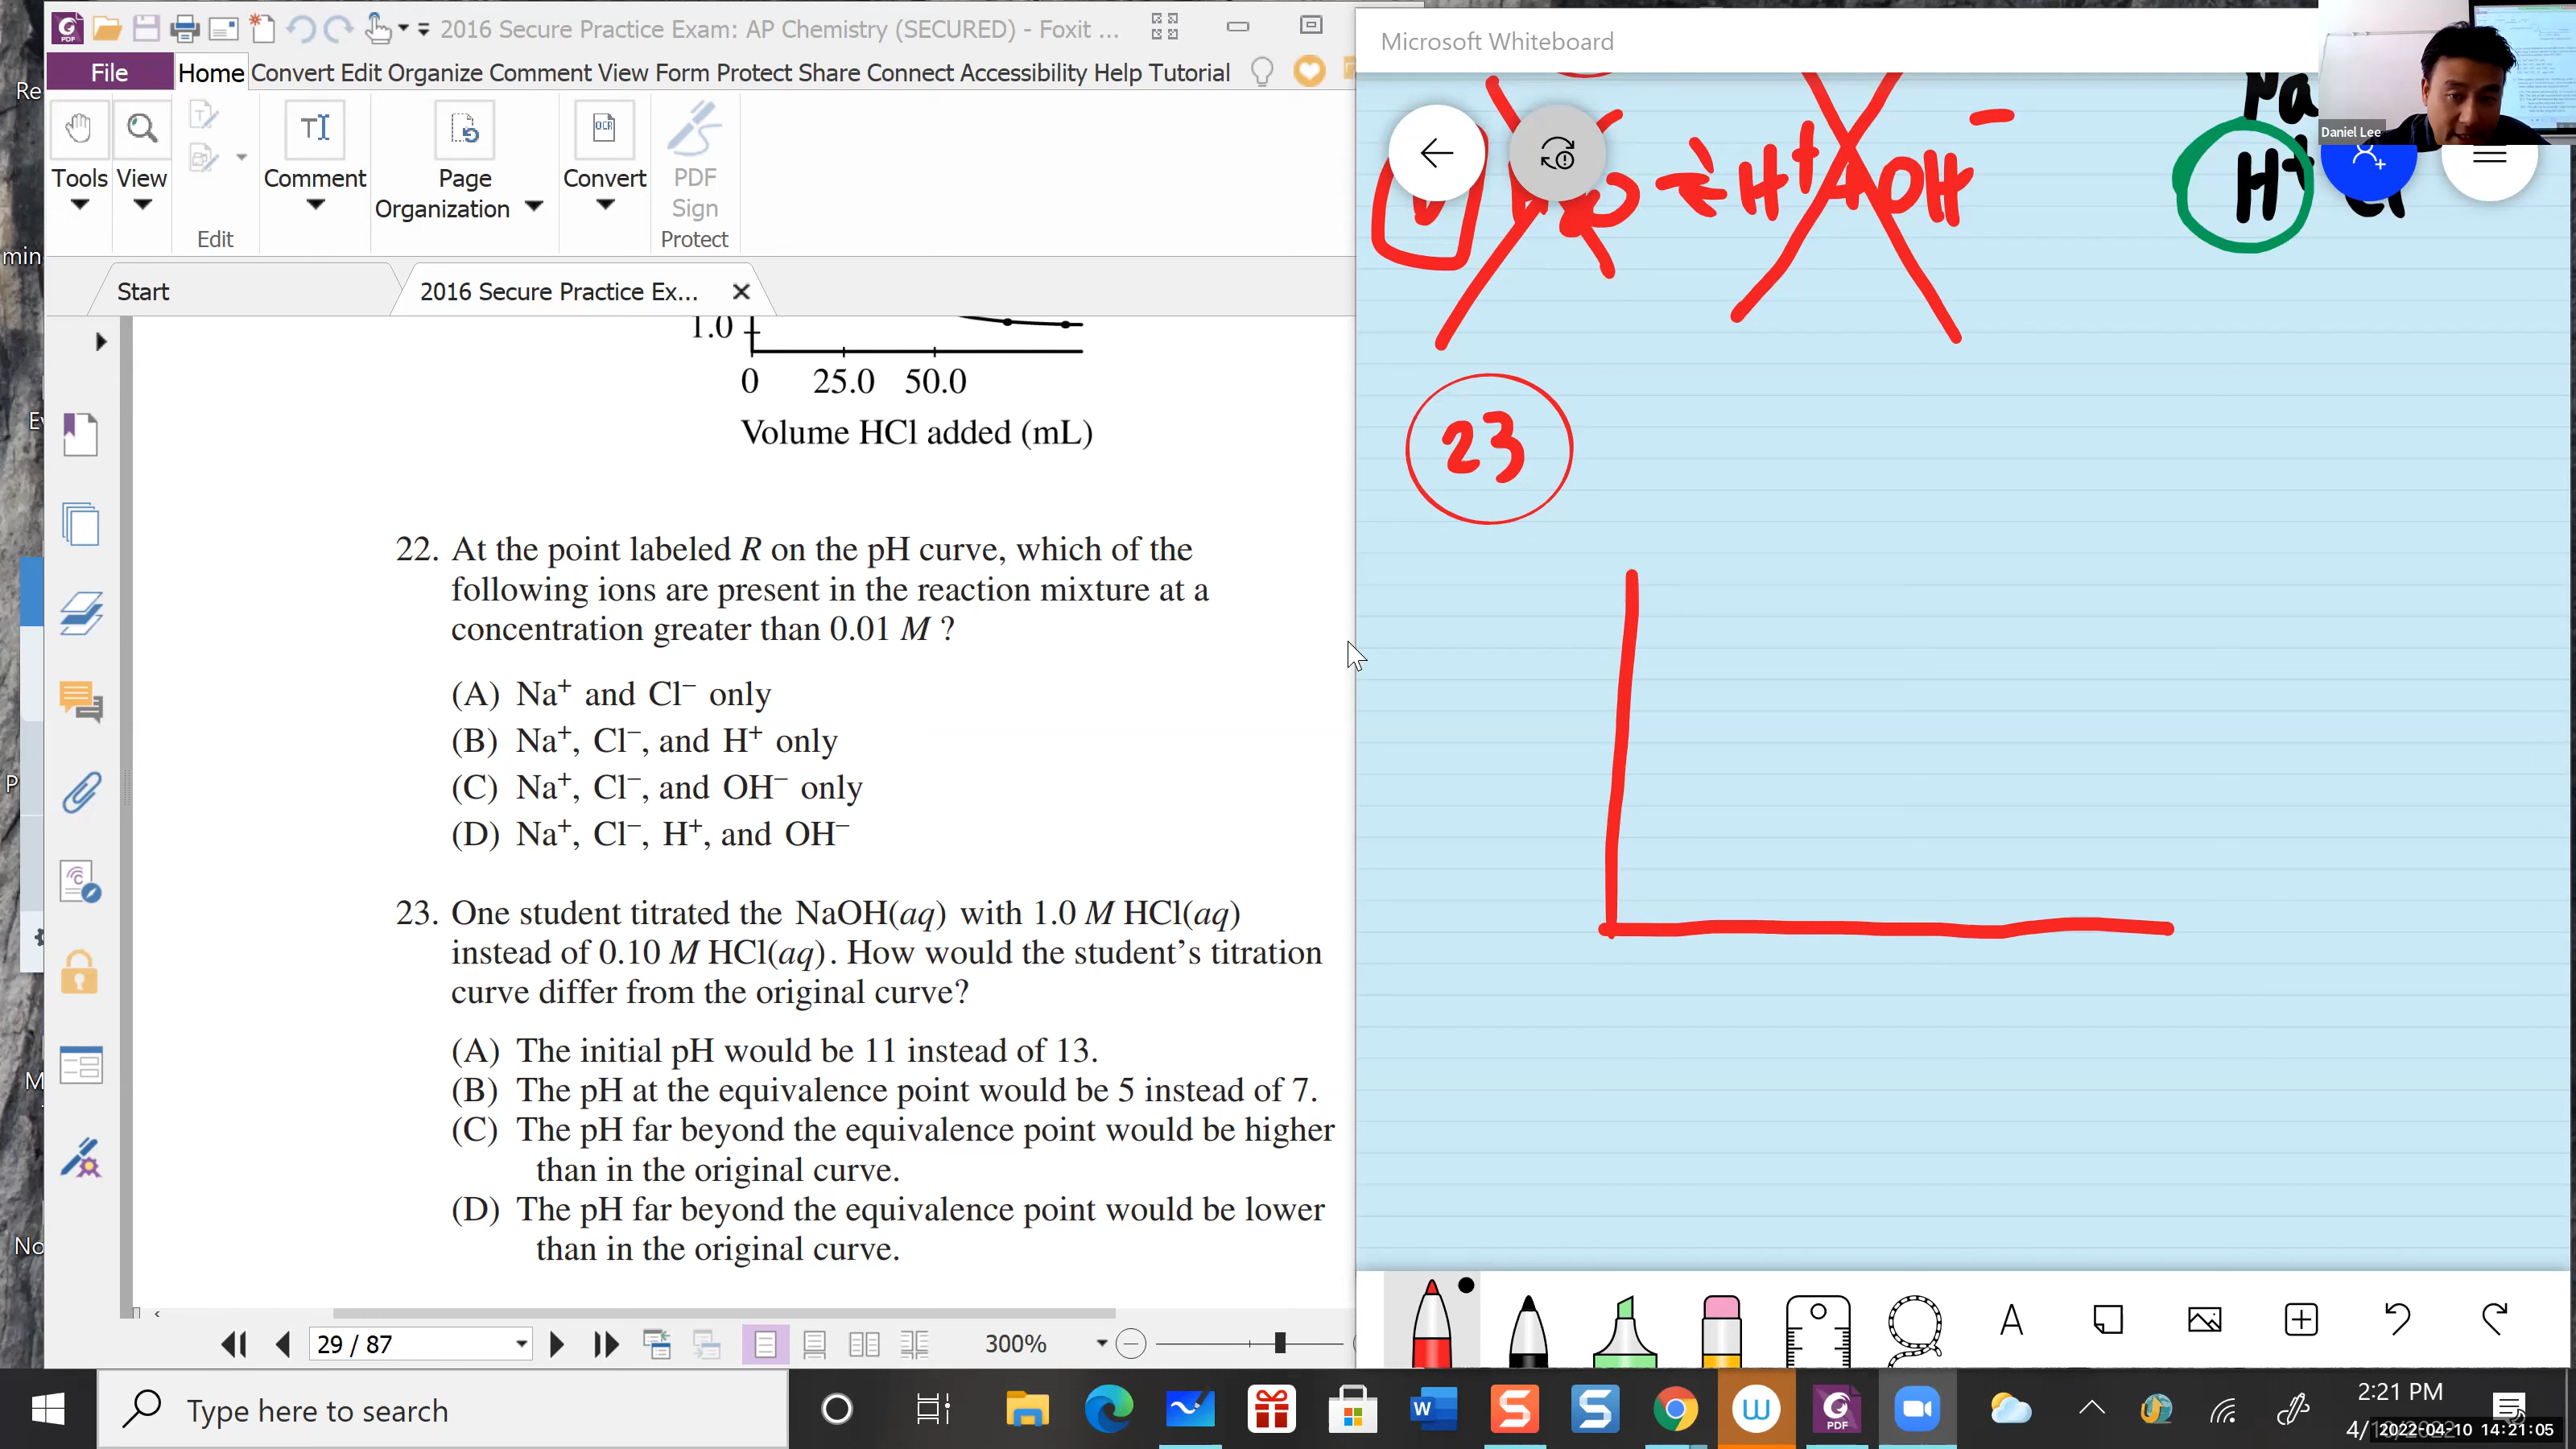 2016 Secure Practice Exam: AP Chemistry (SECURED) - Foxit ...
File Home Convert Edit Organize Comment View Form Protect Share Connect Accessibility Help Tutorial
Tools View Comment Page Organization Convert PDF Sign
Edit Protect
Start
2016 Secure Practice Ex...
1.0
0 25.0 50.0
Volume HCl added (mL)
22. At the point labeled R on the pH curve, which of the
following ions are present in the reaction mixture at a
concentration greater than 0.01 M ?
(A) Na⁺ and Cl⁻ only
(B) Na⁺, Cl⁻, and H⁺ only
(C) Na⁺, Cl⁻, and OH⁻ only
(D) Na⁺, Cl⁻, H⁺, and OH⁻
23. One student titrated the NaOH(aq) with 1.0 M HCl(aq)
instead of 0.10 M HCl(aq). How would the student's titration
curve differ from the original curve?
(A) The initial pH would be 11 instead of 13.
(B) The pH at the equivalence point would be 5 instead of 7.
(C) The pH far beyond the equivalence point would be higher
than in the original curve.
(D) The pH far beyond the equivalence point would be lower
than in the original curve.
29 / 87
300%
Microsoft Whiteboard
Daniel Lee
H⁺ + OH⁻
H⁺
23
Type here to search
2:21 PM
2022-04-10 14:21:05